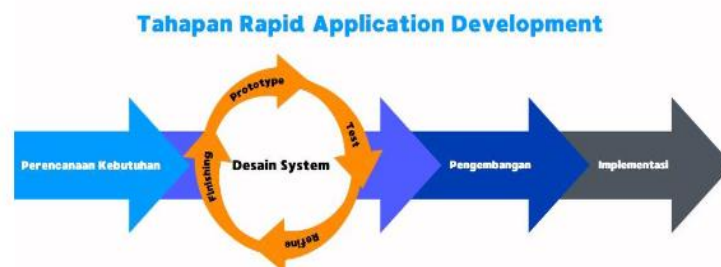 Tahapan Rapid Application Development
Perencanaan Kebutuhan
Prototype
Test
Desain System
Finishing
Refine
Pengembangan
Implementasi